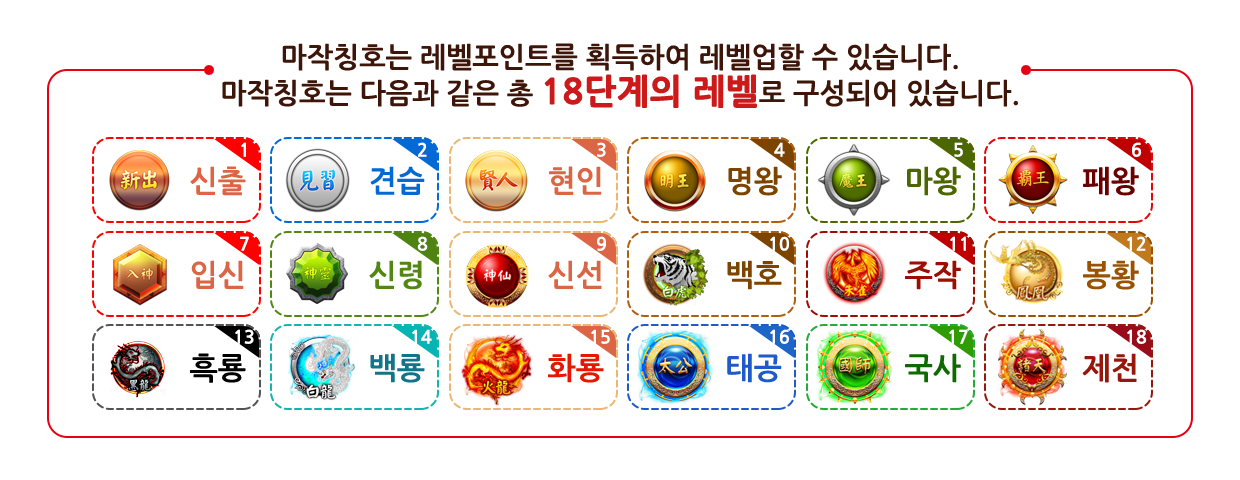 마작칭호는 레벨포인트를 획득하여 레벨업할 수 있습니다.
마작칭호는 다음과 같은 총 18단계의 레벨로 구성되어 있습니다.
1 新出 신출
2 見習 견습
3 賢人 현인
4 明王 명왕
5 魔王 마왕
6 覇王 패왕
7 入神 입신
8 神霊 신령
9 神仙 신선
10 白虎 백호
11 朱雀 주작
12 鳳凰 봉황
13 黑龍 흑룡
14 白龍 백룡
15 火龍 화룡
16 太公 태공
17 國師 국사
18 諸天 제천